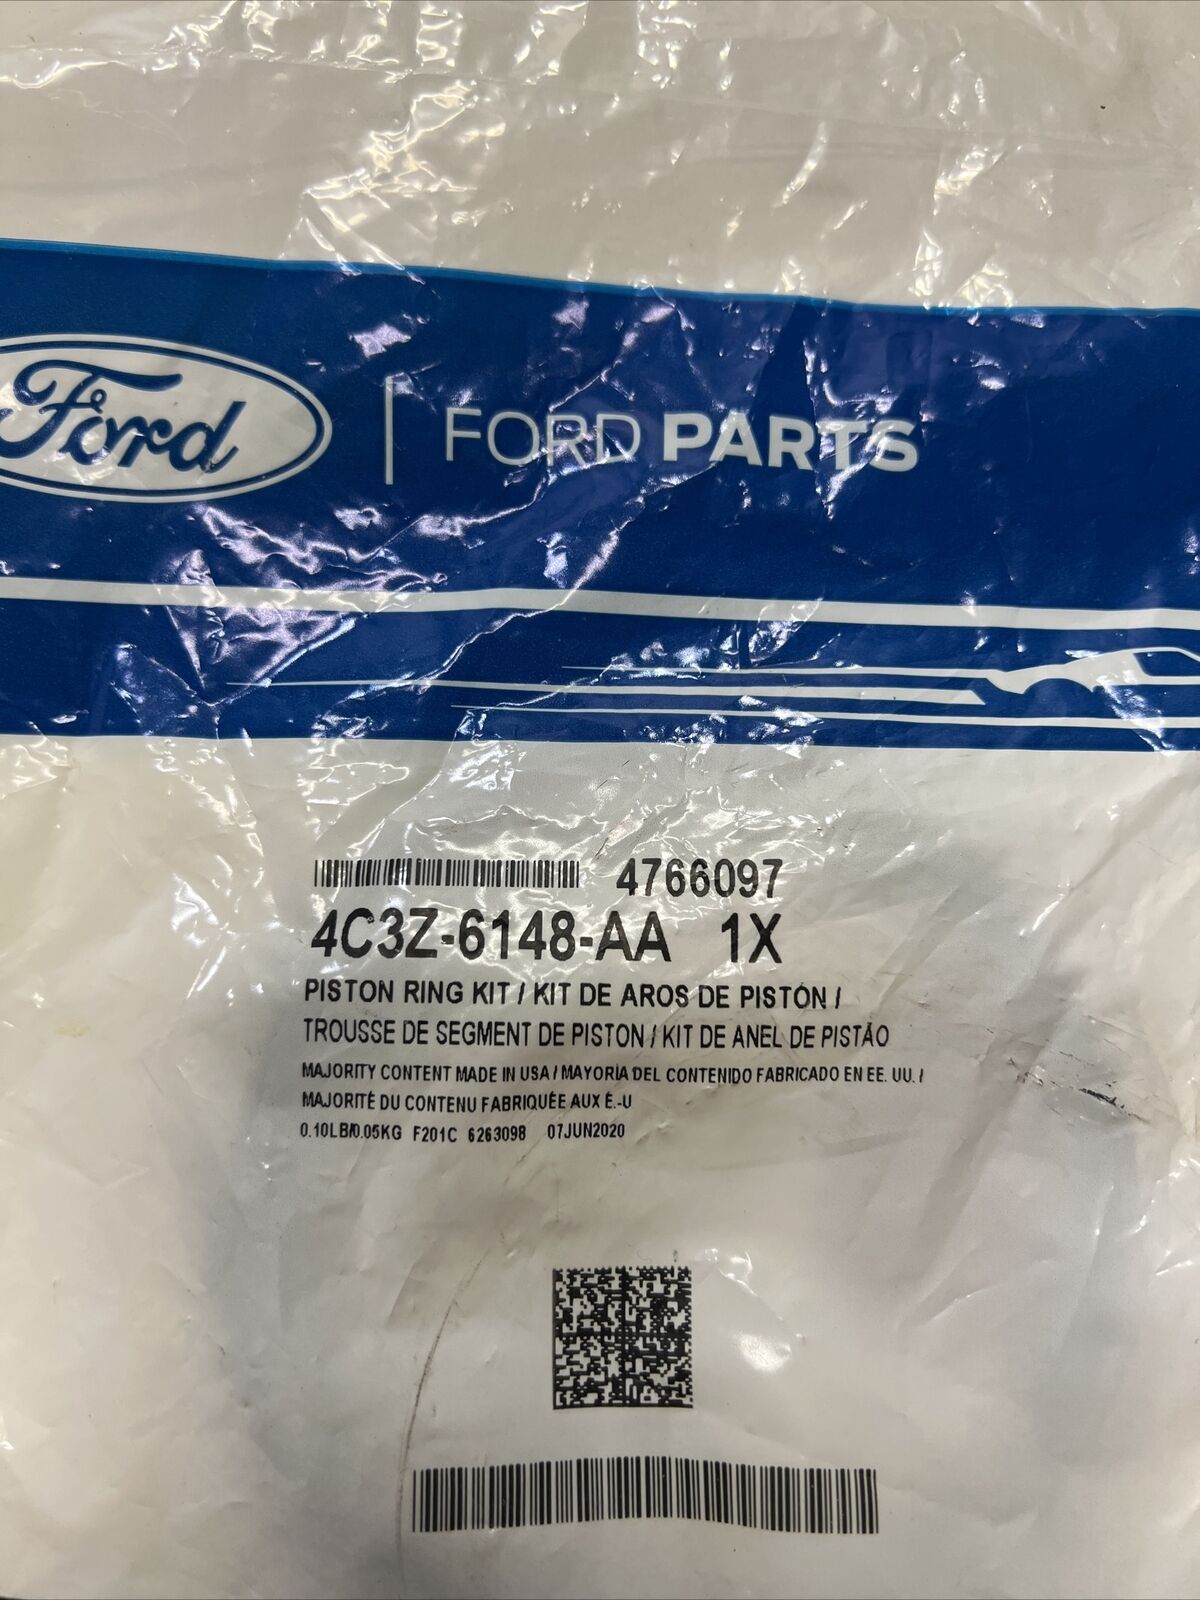 Ford
FORD PARTS
4766097
4C3Z-6148-AA 1X
PISTON RING KIT / KIT DE AROS DE PISTÓN /
TROUSSE DE SEGMENT DE PISTON / KIT DE ANEL DE PISTÃO
MAJORITY CONTENT MADE IN USA / MAYORÍA DEL CONTENIDO FABRICADO EN EE. UU. /
MAJORITÉ DU CONTENU FABRIQUÉE AUX É.-U
0.10LB/0.05KG F201C 6263098 07JUN2020